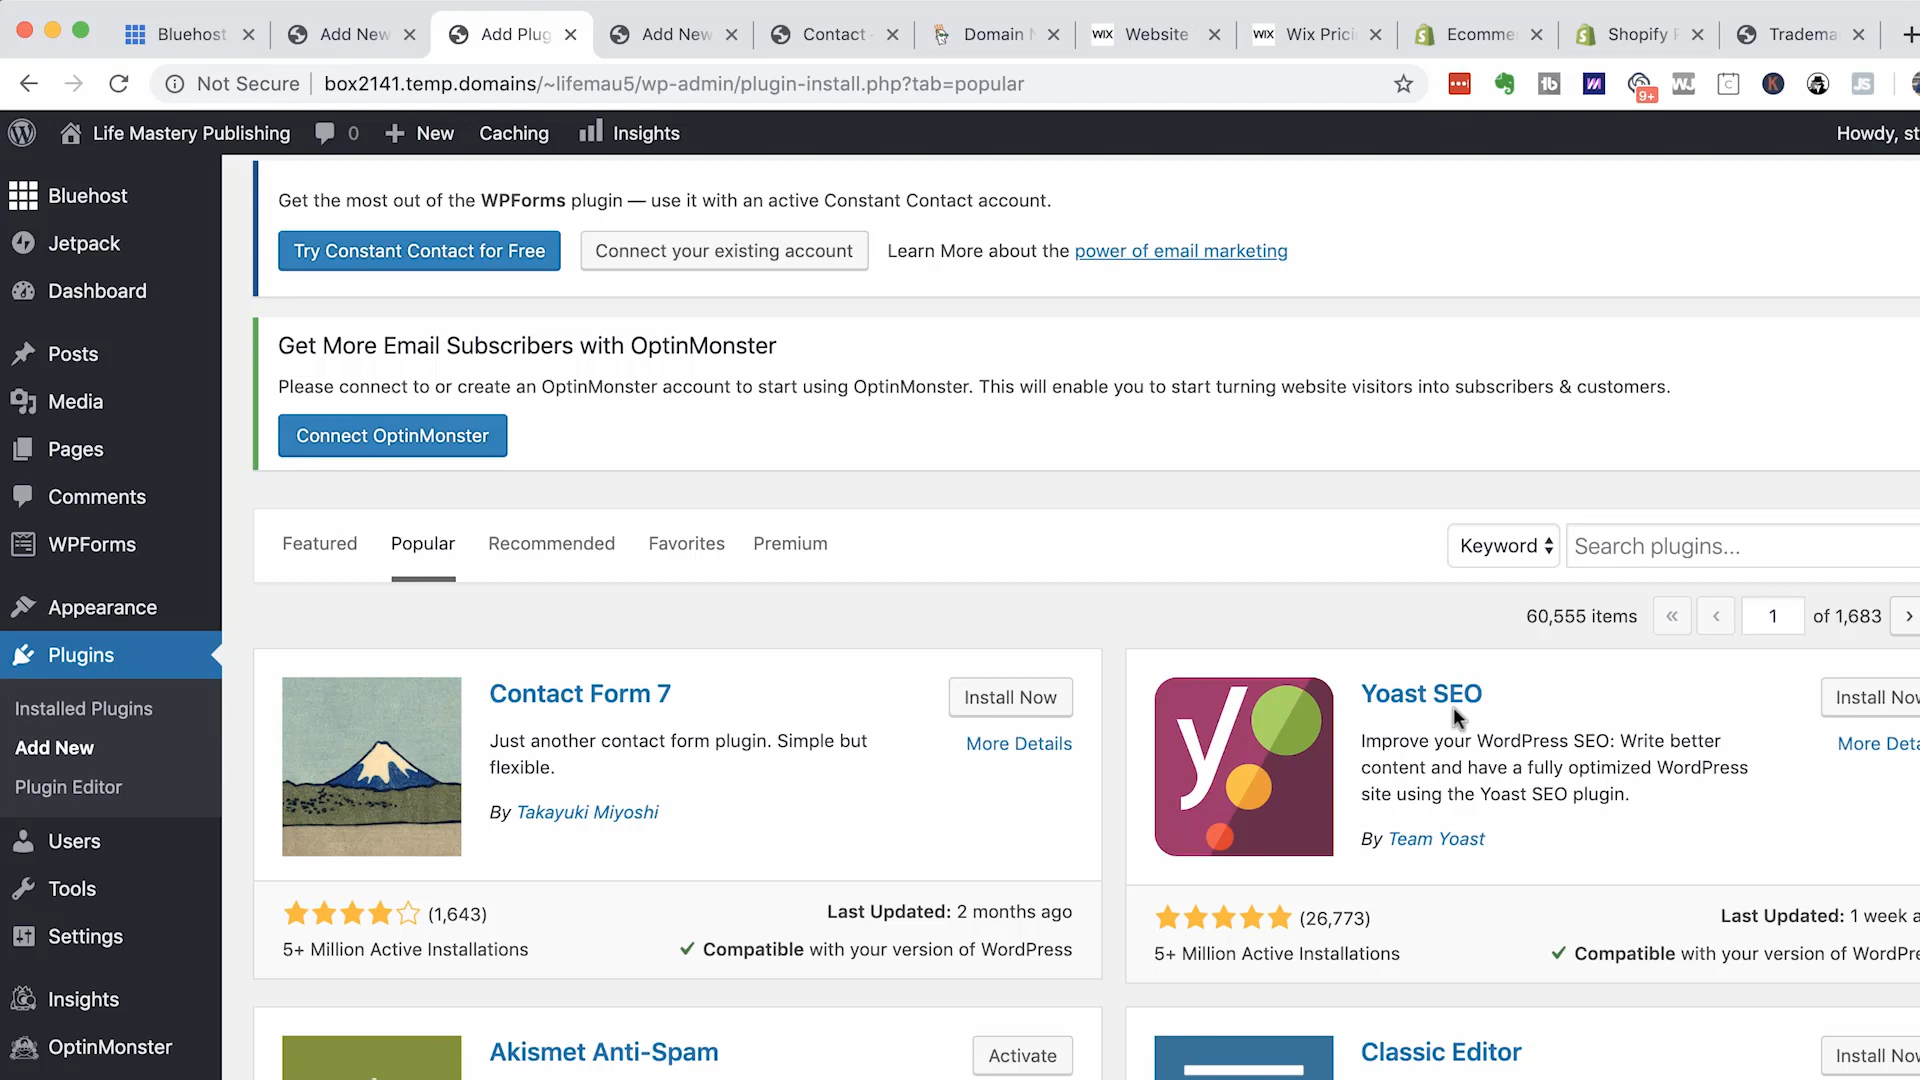 Bluehost
Add New
Add Plug
Add New
Contact
Domain
WIX Website
WIX Wix Prici
Ecomme
Shopify
Tradema
Not Secure
box2141.temp.domains/~lifemau5/wp-admin/plugin-install.php?tab=popular
9+
Life Mastery Publishing
0
New
Caching
Insights
Howdy, st
Bluehost
Jetpack
Dashboard
Posts
Media
Pages
Comments
WPForms
Appearance
Plugins
Installed Plugins
Add New
Plugin Editor
Users
Tools
Settings
Insights
OptinMonster
Get the most out of the WPForms plugin — use it with an active Constant Contact account.
Try Constant Contact for Free
Connect your existing account
Learn More about the power of email marketing
Get More Email Subscribers with OptinMonster
Please connect to or create an OptinMonster account to start using OptinMonster. This will enable you to start turning website visitors into subscribers & customers.
Connect OptinMonster
Featured
Popular
Recommended
Favorites
Premium
Keyword
Search plugins...
60,555 items
«
‹
1
of 1,683
›
Contact Form 7
Install Now
More Details
Just another contact form plugin. Simple but
flexible.
By Takayuki Miyoshi
(1,643)
Last Updated: 2 months ago
5+ Million Active Installations
Compatible with your version of WordPress
Yoast SEO
Install Now
More Deta
Improve your WordPress SEO: Write better
content and have a fully optimized WordPress
site using the Yoast SEO plugin.
By Team Yoast
(26,773)
Last Updated: 1 week a
5+ Million Active Installations
Compatible with your version of WordPre
Akismet Anti-Spam
Activate
Classic Editor
Install Now